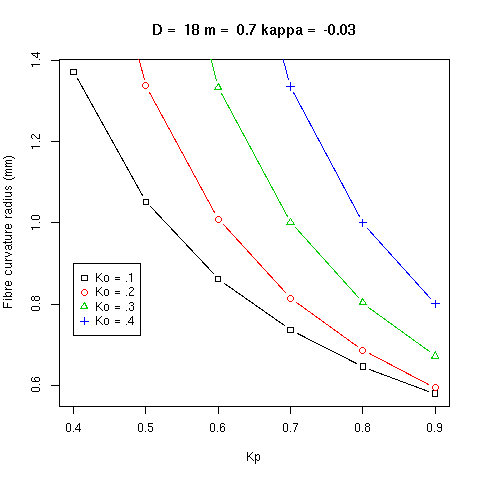 D = 18 m = 0.7 kappa = -0.03
Fibre curvature radius (mm)
1.4
1.2
1.0
0.8
0.6
Ko = .1
Ko = .2
Ko = .3
Ko = .4
0.4 0.5 0.6 0.7 0.8 0.9
Kp